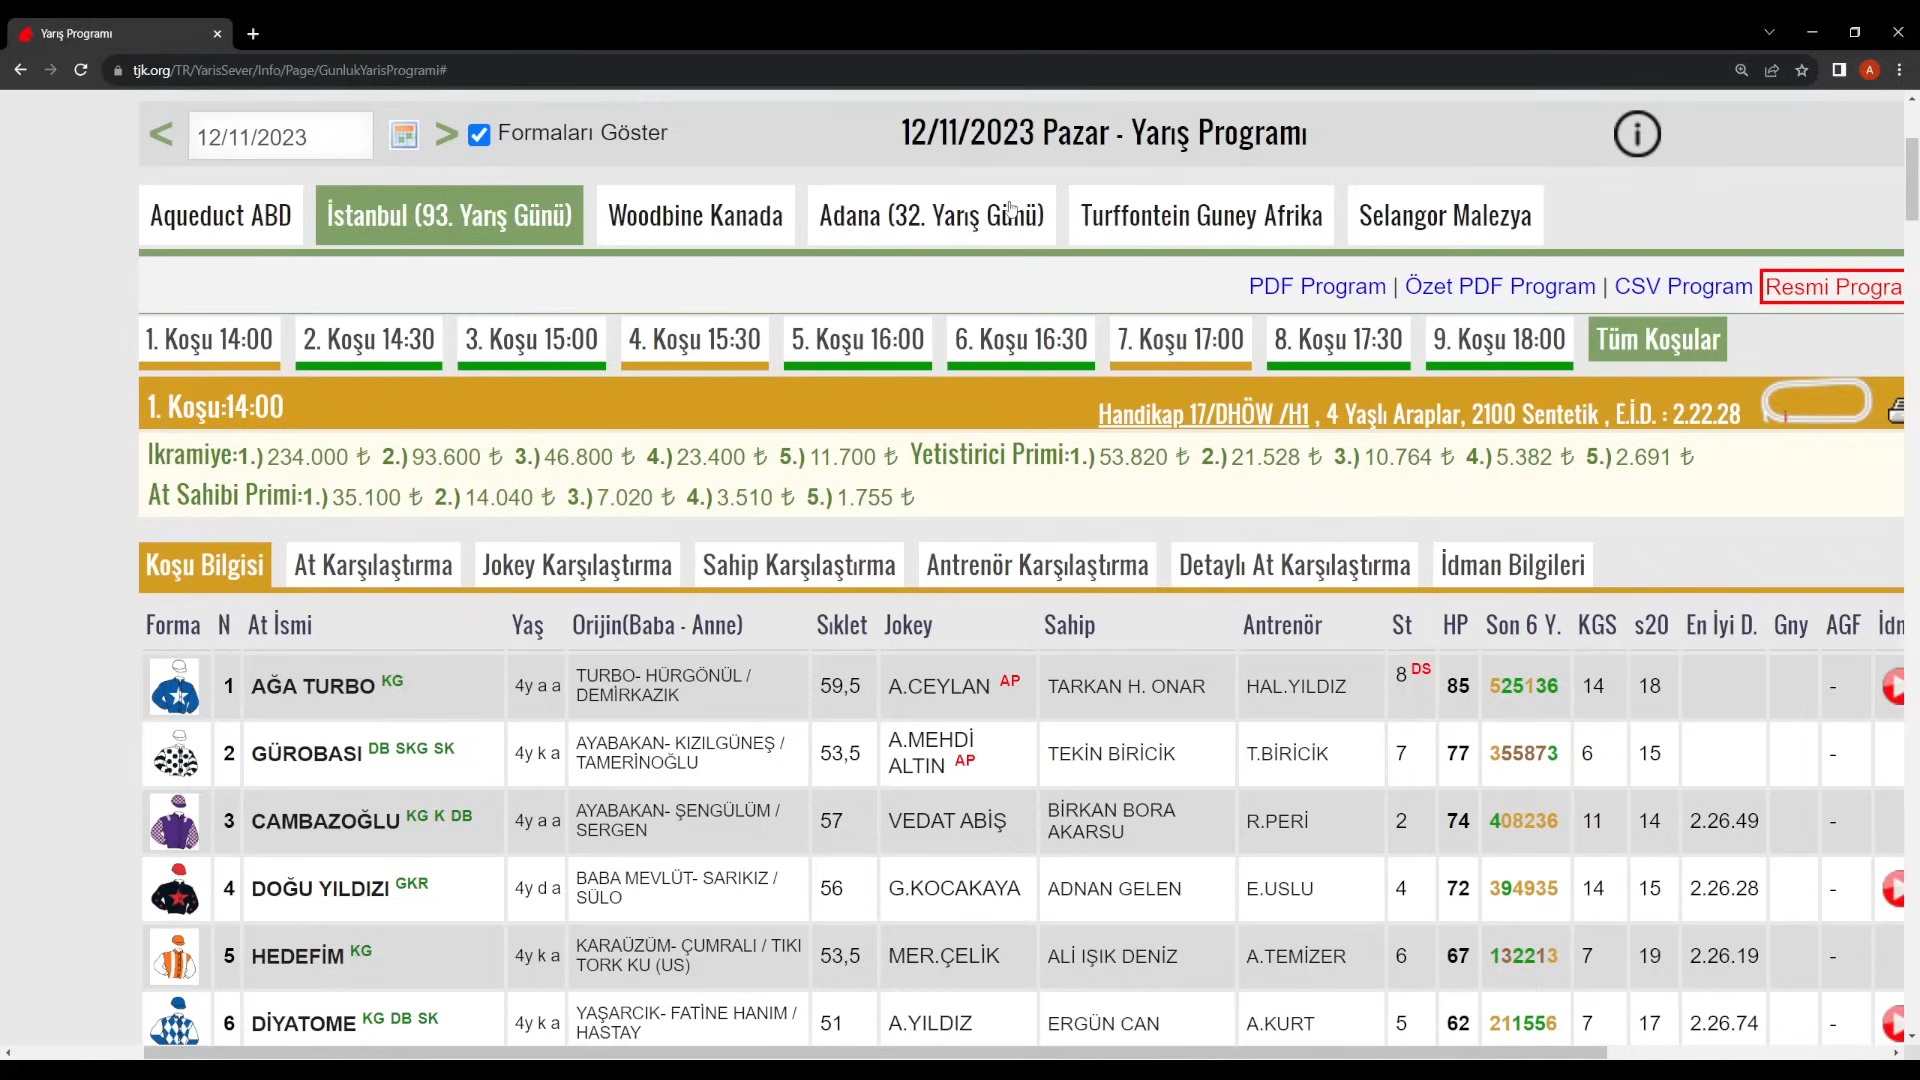 Yarış Programı
tjk.org/TR/YarisSever/Info/Page/GunlukYarisProgrami#
A
12/11/2023
Formaları Göster
12/11/2023 Pazar - Yarış Programı
Aqueduct ABD
İstanbul (93. Yarış Günü)
Woodbine Kanada
Adana (32. Yarış Günü)
Turffontein Guney Afrika
Selangor Malezya
PDF Program | Özet PDF Program | CSV Program Resmi Progra
1. Koşu 14:00 2. Koşu 14:30 3. Koşu 15:00 4. Koşu 15:30 5. Koşu 16:00 6. Koşu 16:30 7. Koşu 17:00 8. Koşu 17:30 9. Koşu 18:00 Tüm Koşular
1. Koşu:14:00
Handikap 17/DHÖW /H1 , 4 Yaşlı Araplar, 2100 Sentetik , E.İ.D. : 2.22.28
Ikramiye:1.) 234.000 ₺ 2.) 93.600 ₺ 3.) 46.800 ₺ 4.) 23.400 ₺ 5.) 11.700 ₺ Yetistirici Primi:1.) 53.820 ₺ 2.) 21.528 ₺ 3.) 10.764 ₺ 4.) 5.382 ₺ 5.) 2.691 ₺
At Sahibi Primi:1.) 35.100 ₺ 2.) 14.040 ₺ 3.) 7.020 ₺ 4.) 3.510 ₺ 5.) 1.755 ₺
Koşu Bilgisi At Karşılaştırma Jokey Karşılaştırma Sahip Karşılaştırma Antrenör Karşılaştırma Detaylı At Karşılaştırma İdman Bilgileri
Forma N At İsmi Yaş Orijin(Baba - Anne) Sıklet Jokey Sahip Antrenör St HP Son 6 Y. KGS s20 En İyi D. Gny AGF İdn
1 AĞA TURBO KG 4y a a TURBO- HÜRGÖNÜL / DEMİRKAZIK 59,5 A.CEYLAN AP TARKAN H. ONAR HAL.YILDIZ 8 DS 85 525136 14 18 -
2 GÜROBASI DB SKG SK 4y k a AYABAKAN- KIZILGÜNEŞ / TAMERİNOĞLU 53,5 A.MEHDİ ALTIN AP TEKİN BİRİCİK T.BİRİCİK 7 77 355873 6 15 -
3 CAMBAZOĞLU KG K DB 4y a a AYABAKAN- ŞENGÜLÜM / SERGEN 57 VEDAT ABİŞ BİRKAN BORA AKARSU R.PERİ 2 74 408236 11 14 2.26.49 -
4 DOĞU YILDIZI GKR 4y d a BABA MEVLÜT- SARIKIZ / SÜLO 56 G.KOCAKAYA ADNAN GELEN E.USLU 4 72 394935 14 15 2.26.28 -
5 HEDEFİM KG 4y k a KARAÜZÜM- ÇUMRALI / TIKI TORK KU (US) 53,5 MER.ÇELİK ALİ IŞIK DENİZ A.TEMİZER 6 67 132213 7 19 2.26.19 -
6 DİYATOME KG DB SK 4y k a YAŞARCIK- FATİNE HANIM / HASTAY 51 A.YILDIZ ERGÜN CAN A.KURT 5 62 211556 7 17 2.26.74 -